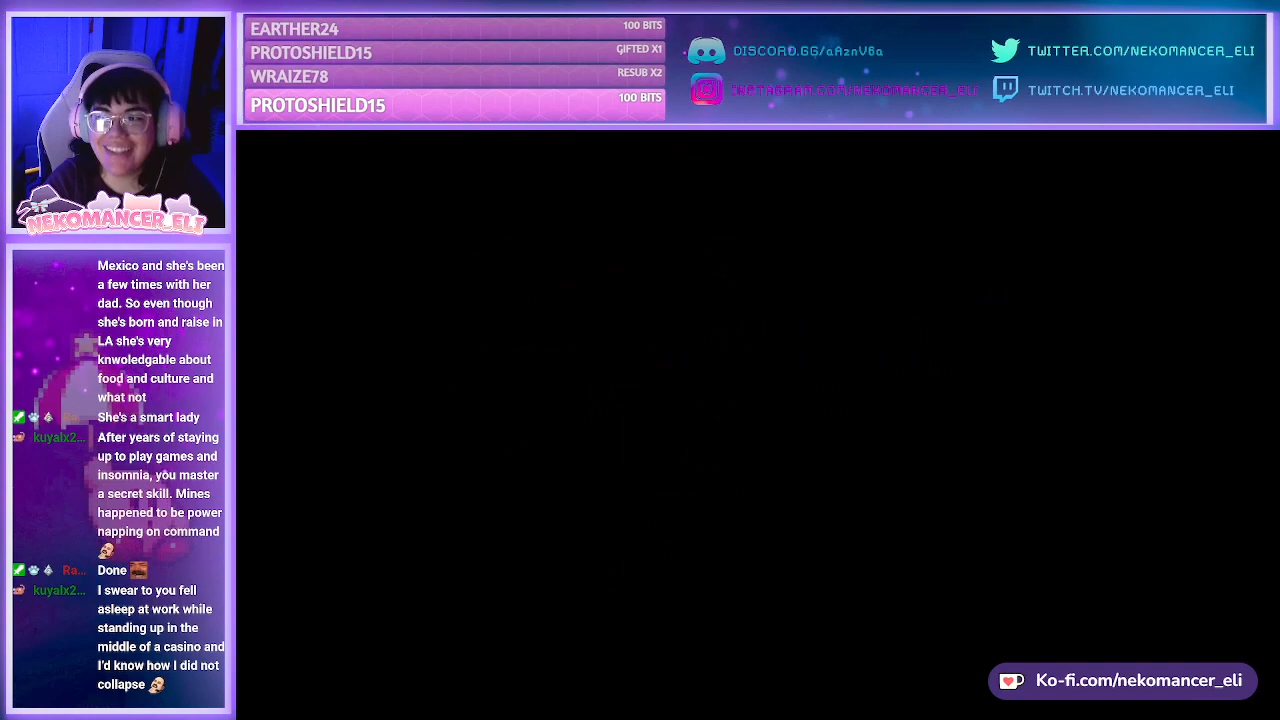 EARTHER24 100 BITS
PROTOSHIELD15 GIFTED X1
WRAIZE78 RESUB X2
PROTOSHIELD15 100 BITS
DISCORD.GG/aAznV6a
TWITTER.COM/NEKOMANCER_ELI
INSTAGRAM.COM/NEKOMANCER_ELI
TWITCH.TV/NEKOMANCER_ELI
NEKOMANCER_ELI
Mexico and she's been
a few times with her
dad. So even though
she's born and raise in
LA she's very
knwoledgable about
food and culture and
what not
Ra... She's a smart lady
kuyalx2... After years of staying
up to play games and
insomnia, you master
a secret skill. Mines
happened to be power
napping on command
Ra... Done
kuyalx2... I swear to you fell
asleep at work while
standing up in the
middle of a casino and
I'd know how I did not
collapse
Ko-fi.com/nekomancer_eli